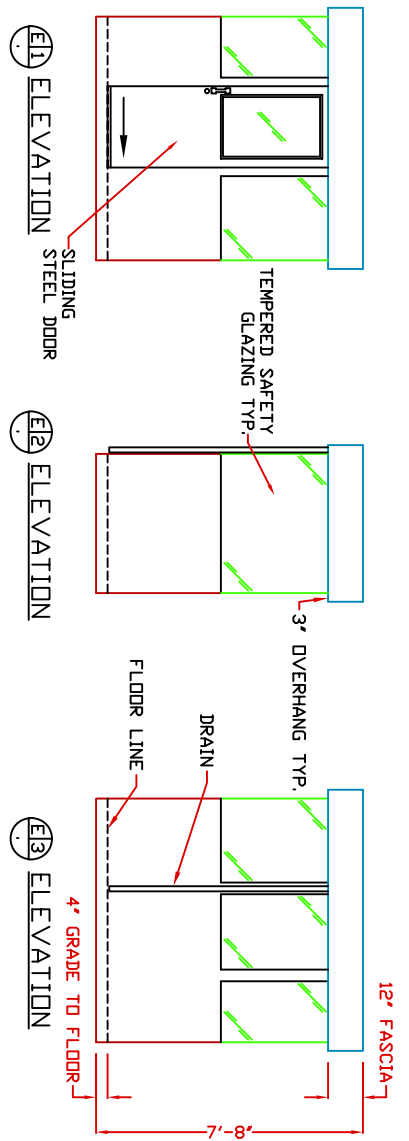 TEMPERED SAFETY
GLAZING TYP.
3" OVERHANG TYP.
12" FASCIA
7'-8"
SLIDING
STEEL DOOR
FLOOR LINE
DRAIN
4" GRADE TO FLOOR
E1
ELEVATION
E2
ELEVATION
E3
ELEVATION